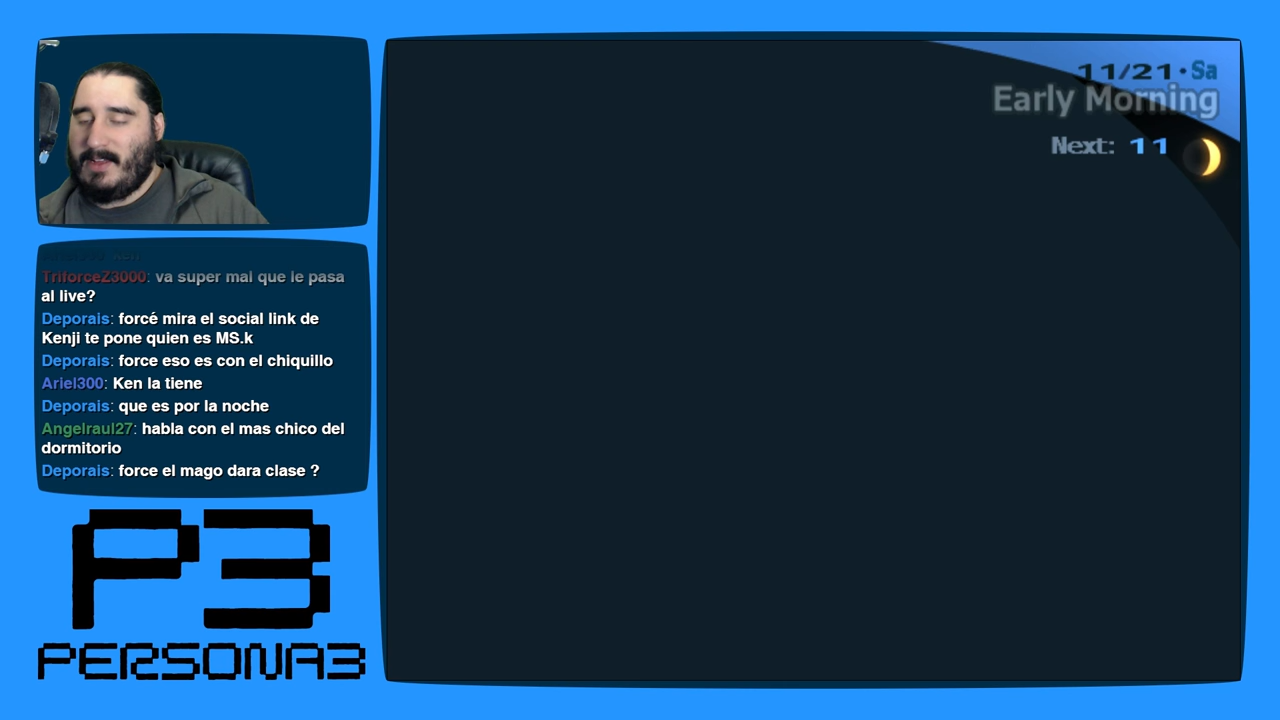 TriforceZ3000: va super mal que le pasa
al live?
Deporais: forcé mira el social link de
Kenji te pone quien es MS.k
Deporais: force eso es con el chiquillo
Ariel300: Ken la tiene
Deporais: que es por la noche
Angelraul27: habla con el mas chico del
dormitorio
Deporais: force el mago dara clase ?
P3
PERSONA3
11/21·Sa
Early Morning
Next: 11